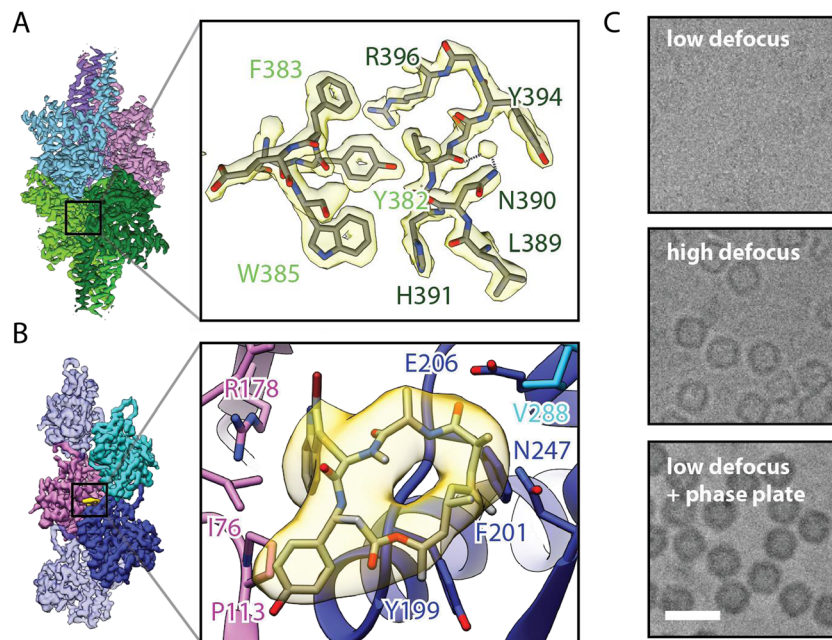 A
F383
R396
Y394
Y382
N390
L389
W385
H391
B
R178
E206
V288
N247
I76
F201
P113
Y199
C
low defocus
high defocus
low defocus
+ phase plate